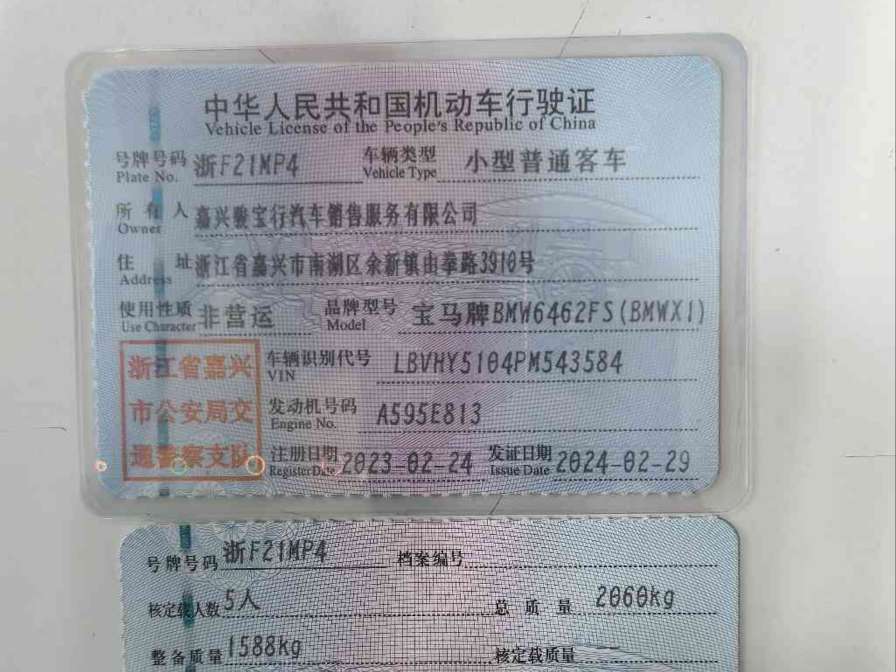 中华人民共和国机动车行驶证
Vehicle License of the People's Republic of China
号牌号码 浙F21MP4 车辆类型 小型普通客车
Plate No. Vehicle Type
所有人 嘉兴骏宝行汽车销售服务有限公司
Owner
住址 浙江省嘉兴市南湖区余新镇由拳路3910号
Address
使用性质 非营运 品牌型号 宝马牌BMW6462FS(BMWX1)
Use Character Model
浙江省嘉兴
市公安局交
通警察支队
车辆识别代号 LBVHY5104PM543584
VIN
发动机号码 A595E813
Engine No.
注册日期 2023-02-24 发证日期 2024-02-29
Register Date Issue Date
号牌号码 浙F21MP4 档案编号
核定载人数 5人 总质量 2060kg
整备质量 1588kg 核定载质量 --